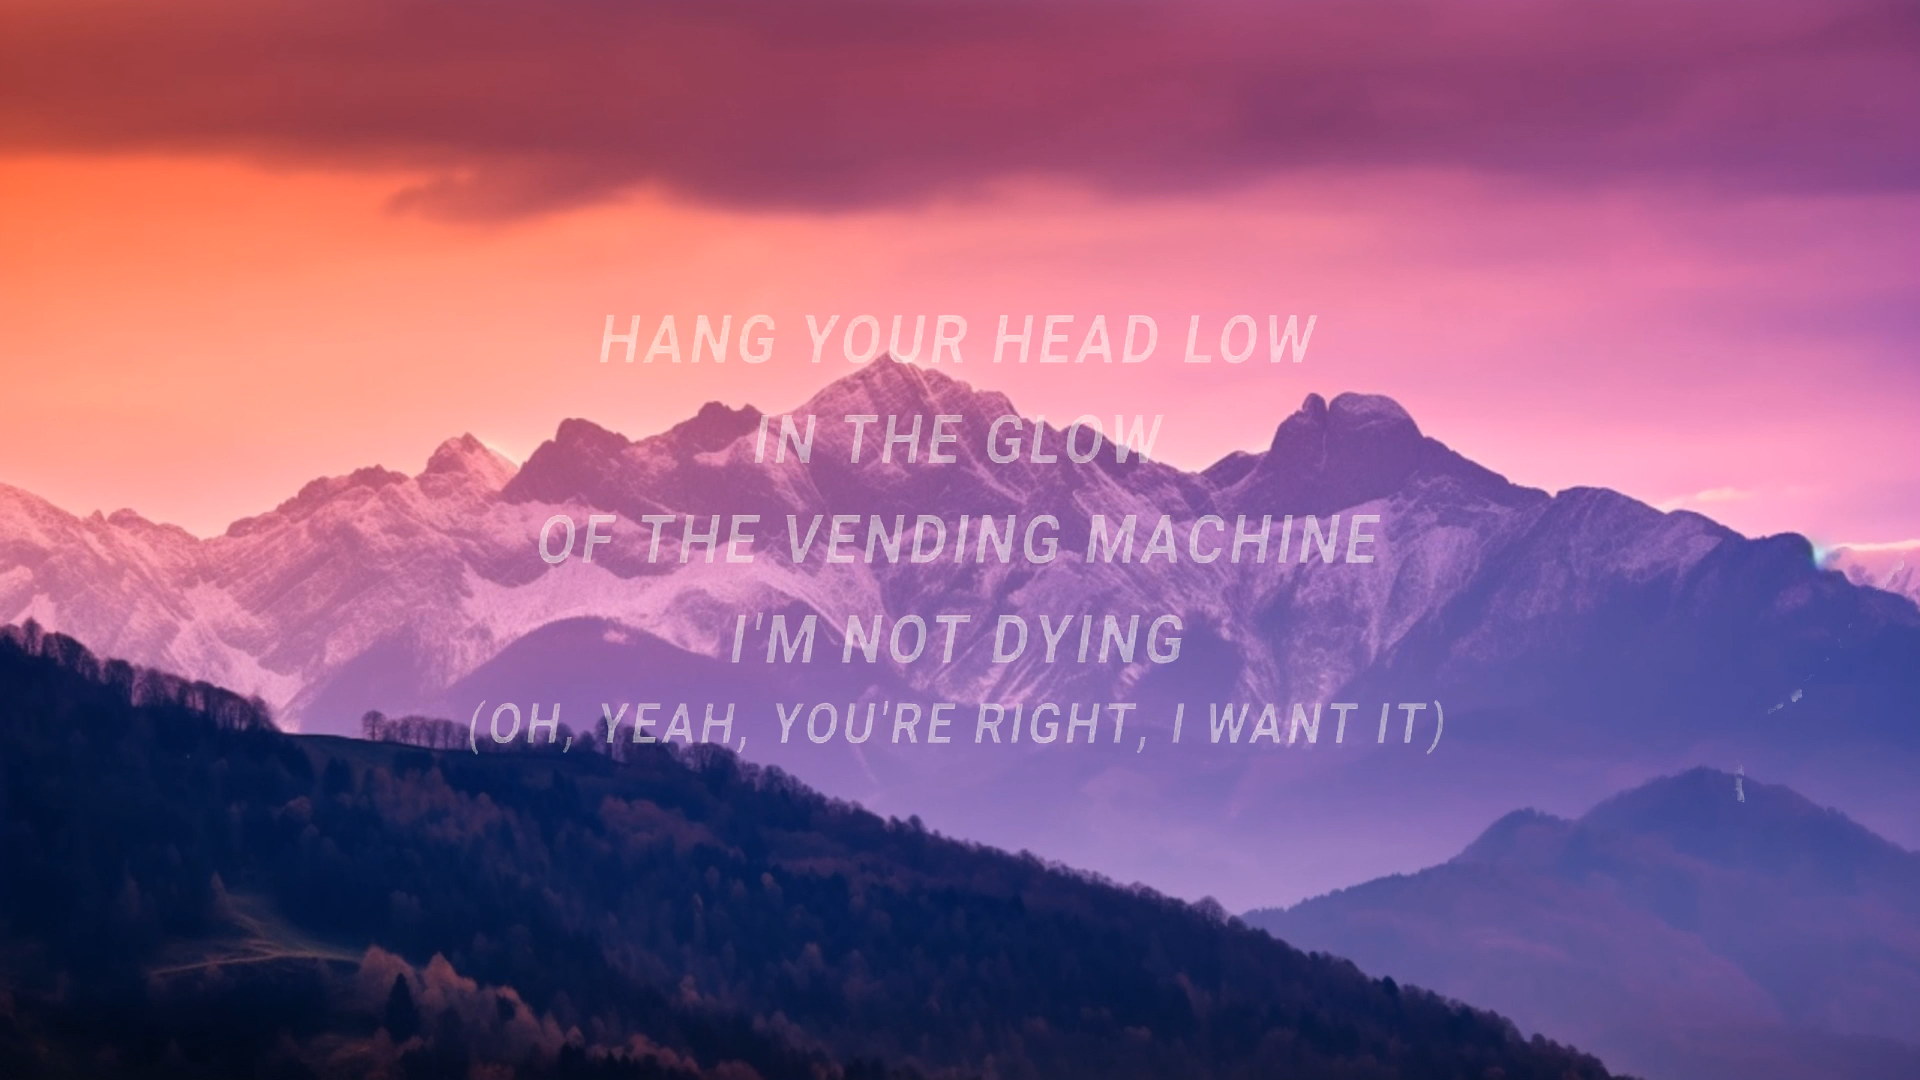 HANG YOUR HEAD LOW
IN THE GLOW
OF THE VENDING MACHINE
I'M NOT DYING
(OH, YEAH, YOU'RE RIGHT, I WANT IT)